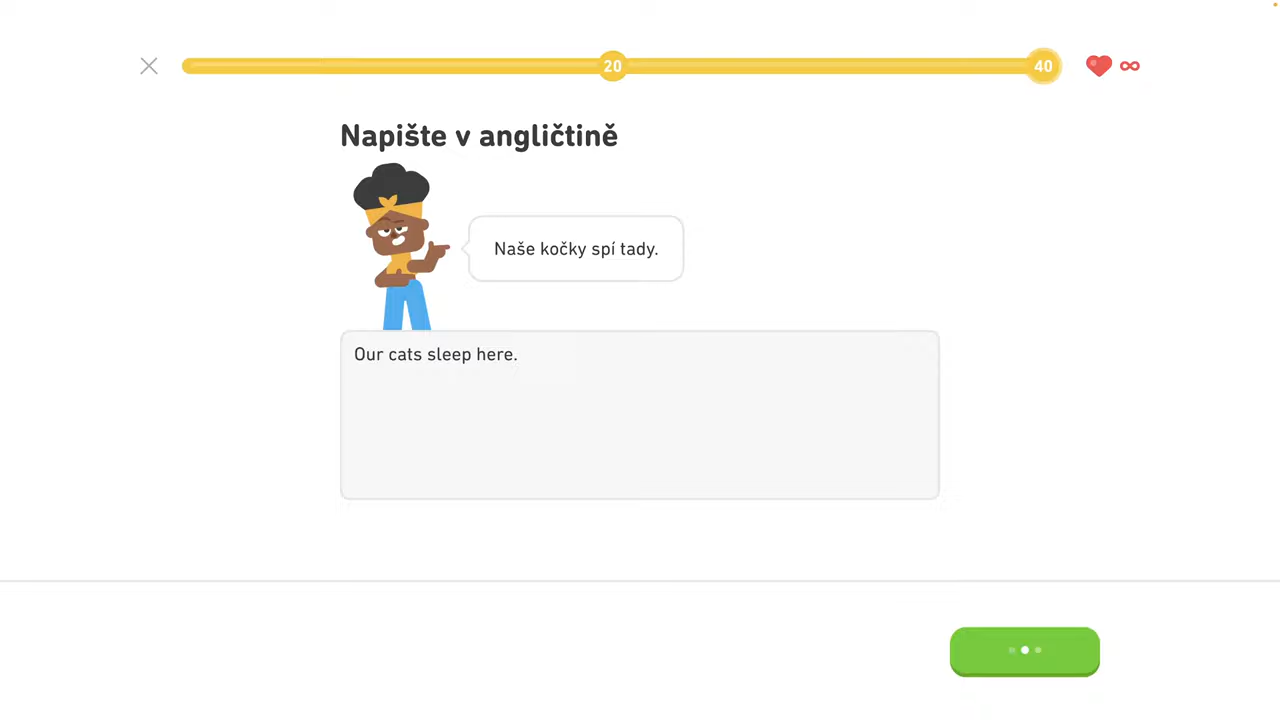 20
40
∞
Napište v angličtině
Naše kočky spí tady.
Our cats sleep here.